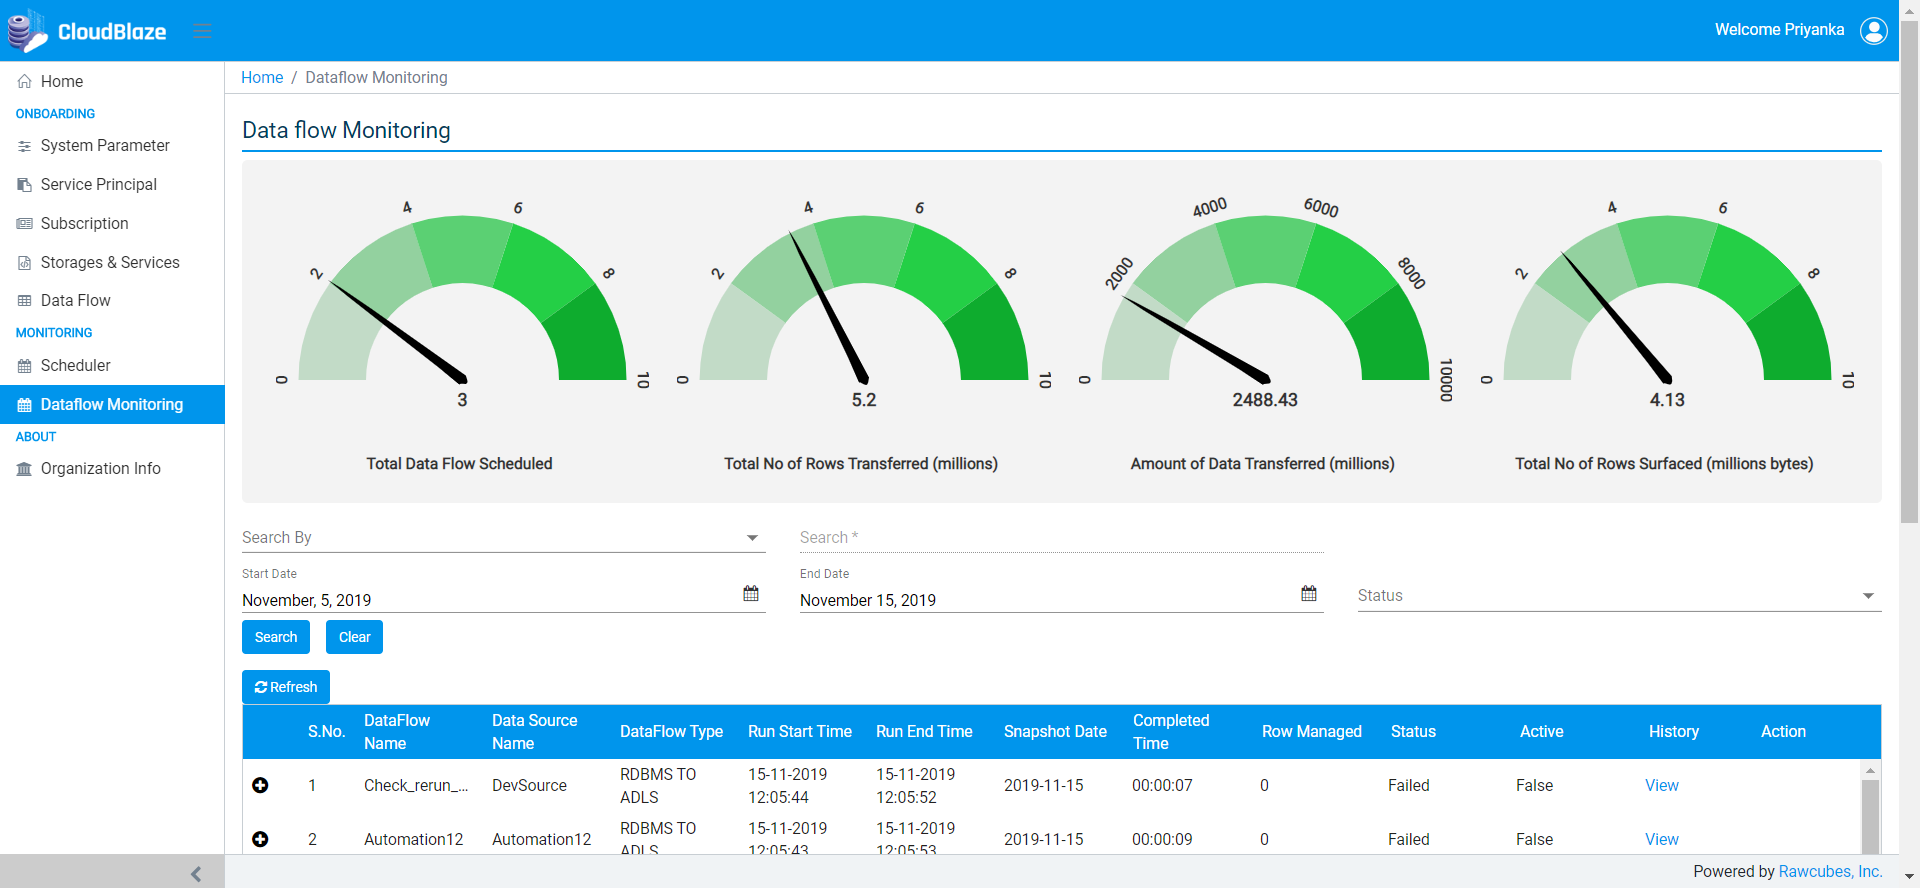 CloudBlaze
Welcome Priyanka
Home
ONBOARDING
System Parameter
Service Principal
Subscription
Storages & Services
Data Flow
MONITORING
Scheduler
Dataflow Monitoring
ABOUT
Organization Info
Home / Dataflow Monitoring
Data flow Monitoring
0 2 4 6 8 10
3
Total Data Flow Scheduled
0 2 4 6 8 10
5.2
Total No of Rows Transferred (millions)
0 2000 4000 6000 8000 10000
2488.43
Amount of Data Transferred (millions)
0 2 4 6 8 10
4.13
Total No of Rows Surfaced (millions bytes)
Search By
Search *
Start Date
November, 5, 2019
End Date
November 15, 2019
Status
Search Clear
Refresh
S.No. DataFlow Name Data Source Name DataFlow Type Run Start Time Run End Time Snapshot Date Completed Time Row Managed Status Active History Action
1 Check_rerun_... DevSource RDBMS TO ADLS 15-11-2019 12:05:44 15-11-2019 12:05:52 2019-11-15 00:00:07 0 Failed False View
2 Automation12 Automation12 RDBMS TO ADLS 15-11-2019 12:05:43 15-11-2019 12:05:53 2019-11-15 00:00:09 0 Failed False View
Powered by Rawcubes, Inc.